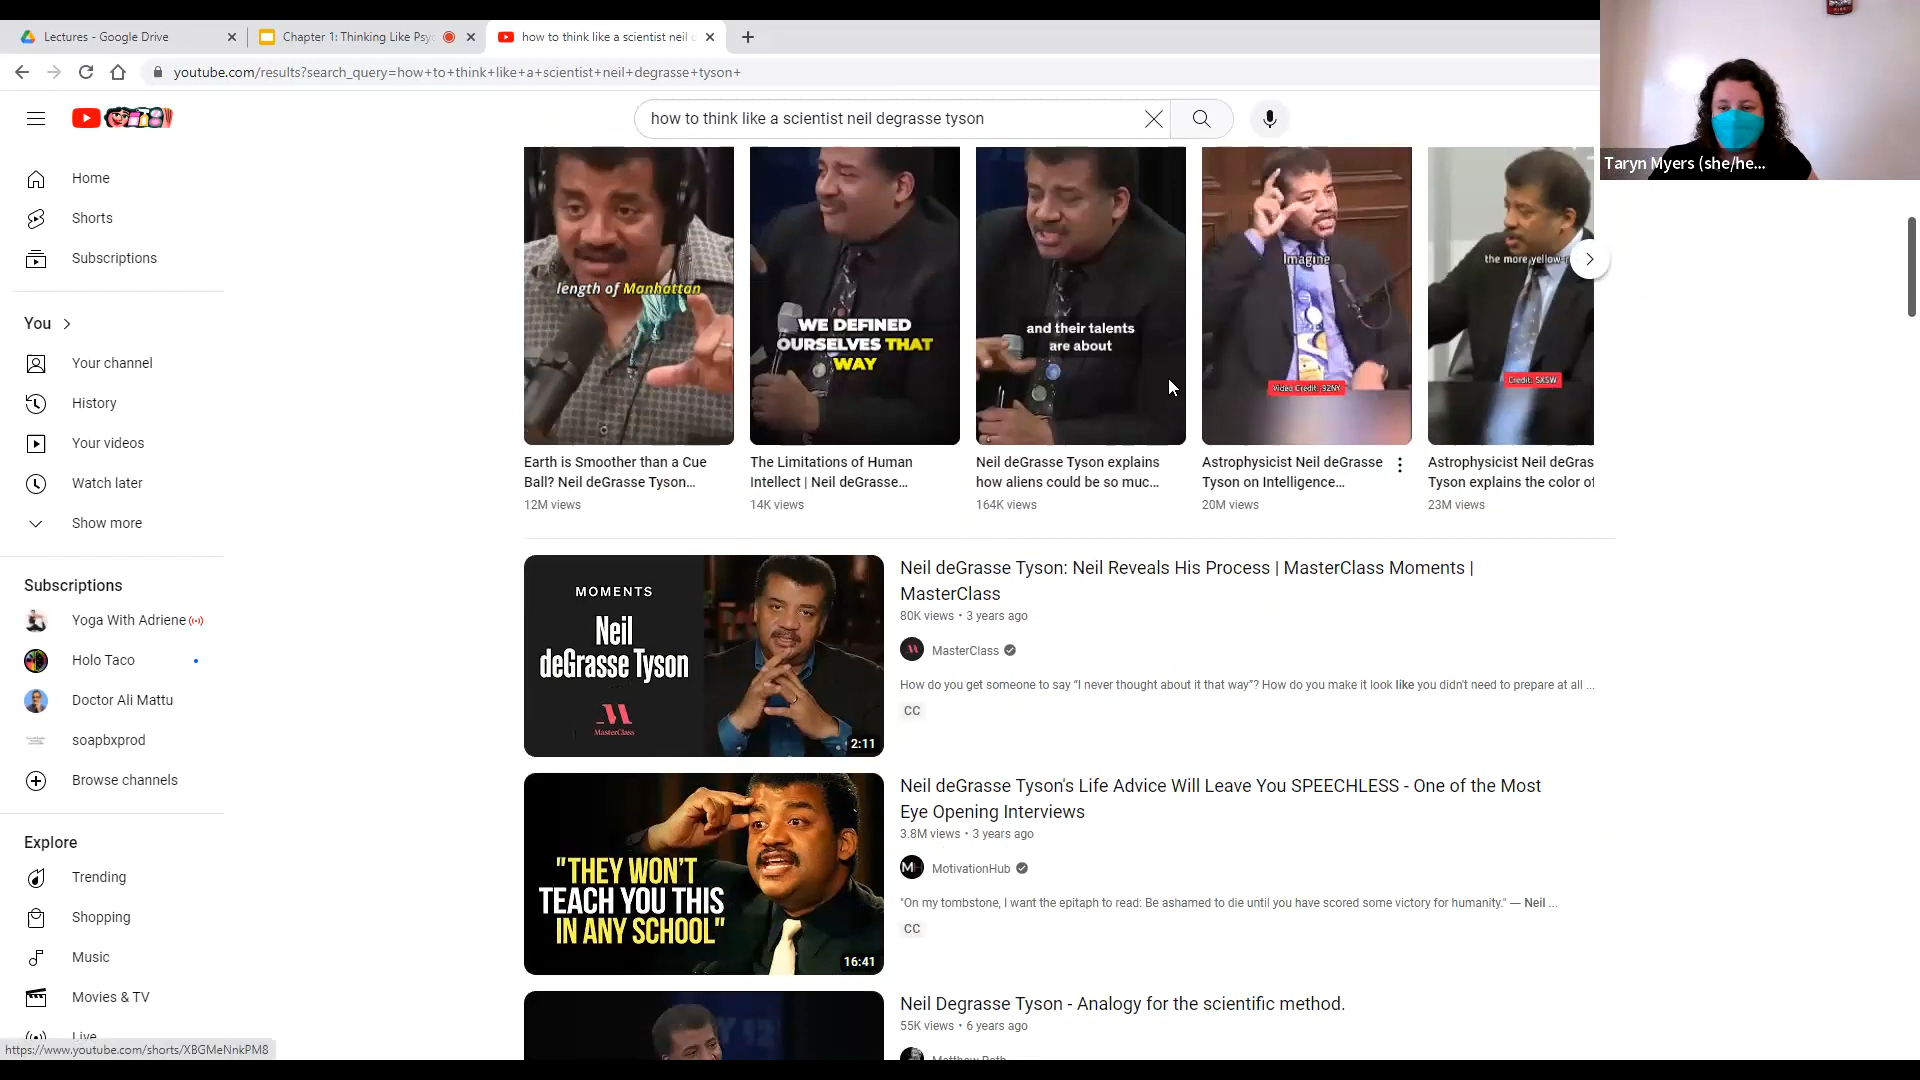 Lectures - Google Drive
Chapter 1: Thinking Like Psy
how to think like a scientist neil
youtube.com/results?search_query=how+to+think+like+a+scientist+neil+degrasse+tyson+
how to think like a scientist neil degrasse tyson
Taryn Myers (she/he...
Home
Shorts
Subscriptions
You
Your channel
History
Your videos
Watch later
Show more
Subscriptions
Yoga With Adriene
Holo Taco
Doctor Ali Mattu
soapbxprod
Browse channels
Explore
Trending
Shopping
Music
Movies & TV
Live
https://www.youtube.com/shorts/XBGMeNnkPM8
length of Manhattan
Earth is Smoother than a Cue
Ball? Neil deGrasse Tyson...
12M views
WE DEFINED
OURSELVES THAT
WAY
The Limitations of Human
Intellect | Neil deGrasse...
14K views
and their talents
are about
Neil deGrasse Tyson explains
how aliens could be so muc...
164K views
Imagine
Video Credit: 92NY
Astrophysicist Neil deGrasse
Tyson on Intelligence...
20M views
the more yellow-r
Credit: SXSW
Astrophysicist Neil deGras
Tyson explains the color of
23M views
MOMENTS
Neil
deGrasse Tyson
MasterClass
2:11
Neil deGrasse Tyson: Neil Reveals His Process | MasterClass Moments |
MasterClass
80K views • 3 years ago
MasterClass
How do you get someone to say “I never thought about it that way”? How do you make it look like you didn't need to prepare at all ...
CC
"THEY WON'T
TEACH YOU THIS
IN ANY SCHOOL"
16:41
Neil deGrasse Tyson's Life Advice Will Leave You SPEECHLESS - One of the Most
Eye Opening Interviews
3.8M views • 3 years ago
MotivationHub
"On my tombstone, I want the epitaph to read: Be ashamed to die until you have scored some victory for humanity." — Neil ...
CC
Neil Degrasse Tyson - Analogy for the scientific method.
55K views • 6 years ago